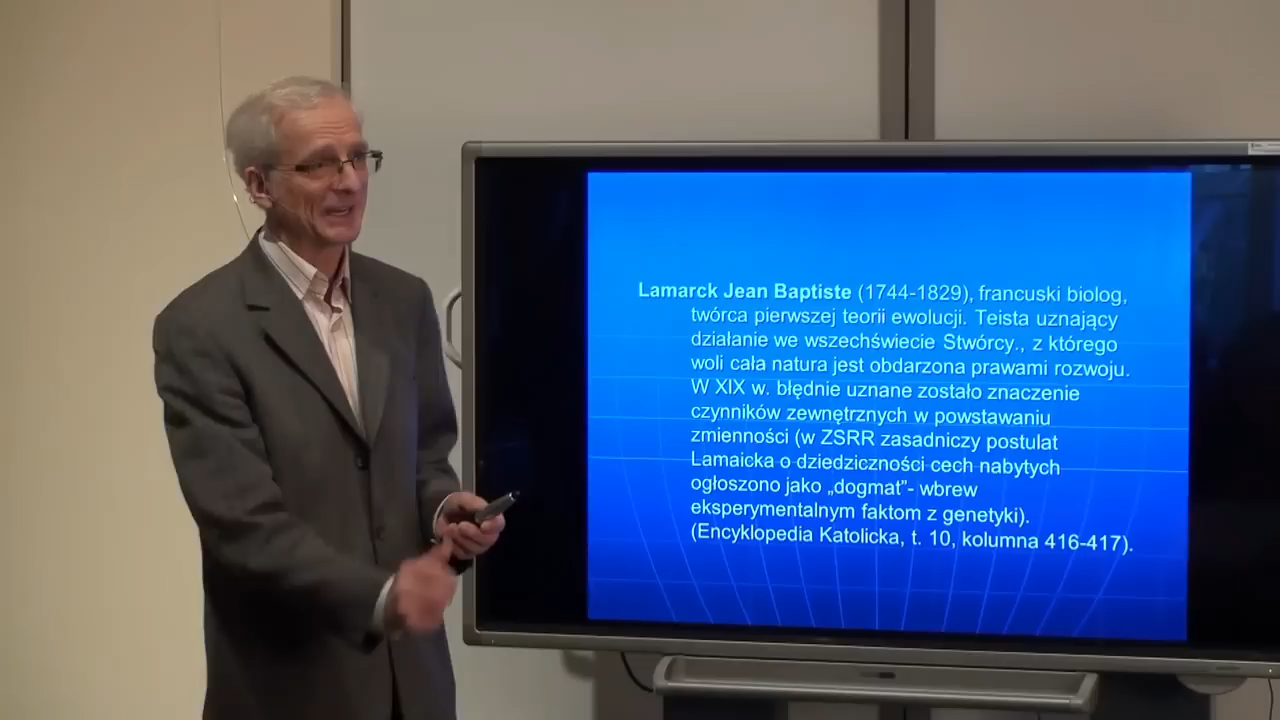 Lamarck Jean Baptiste (1744-1829), francuski biolog,
twórca pierwszej teorii ewolucji. Teista uznający
działanie we wszechświecie Stwórcy., z którego
woli cała natura jest obdarzona prawami rozwoju.
W XIX w. błędnie uznane zostało znaczenie
czynników zewnętrznych w powstawaniu
zmienności (w ZSRR zasadniczy postulat
Lamaicka o dziedziczności cech nabytych
ogłoszono jako „dogmat”- wbrew
eksperymentalnym faktom z genetyki).
(Encyklopedia Katolicka, t. 10, kolumna 416-417).